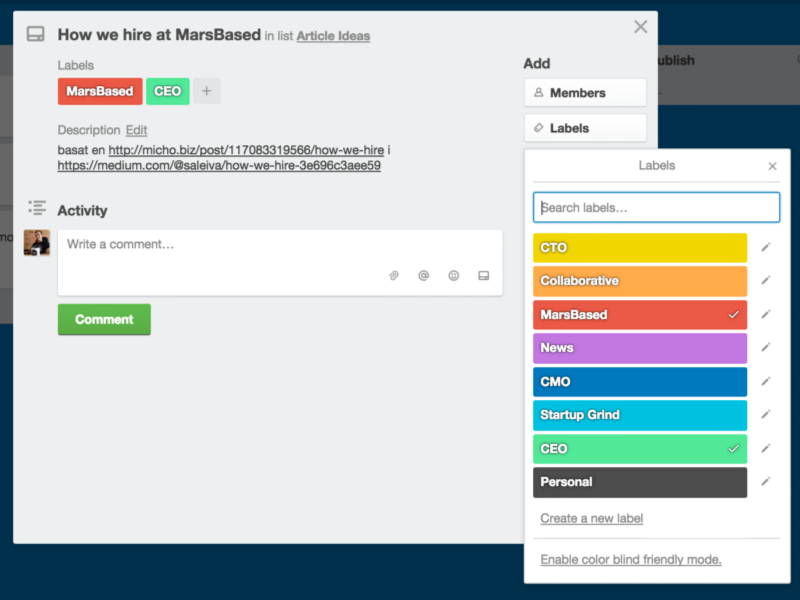 How we hire at MarsBased in list Article Ideas
Labels
MarsBased CEO +
Description Edit
basat en http://micho.biz/post/117083319566/how-we-hire i
https://medium.com/@saleiva/how-we-hire-3e696c3aee59
Activity
Write a comment…
Comment
Add
Members
Labels
Labels
Search labels…
CTO
Collaborative
MarsBased
News
CMO
Startup Grind
CEO
Personal
Create a new label
Enable color blind friendly mode.